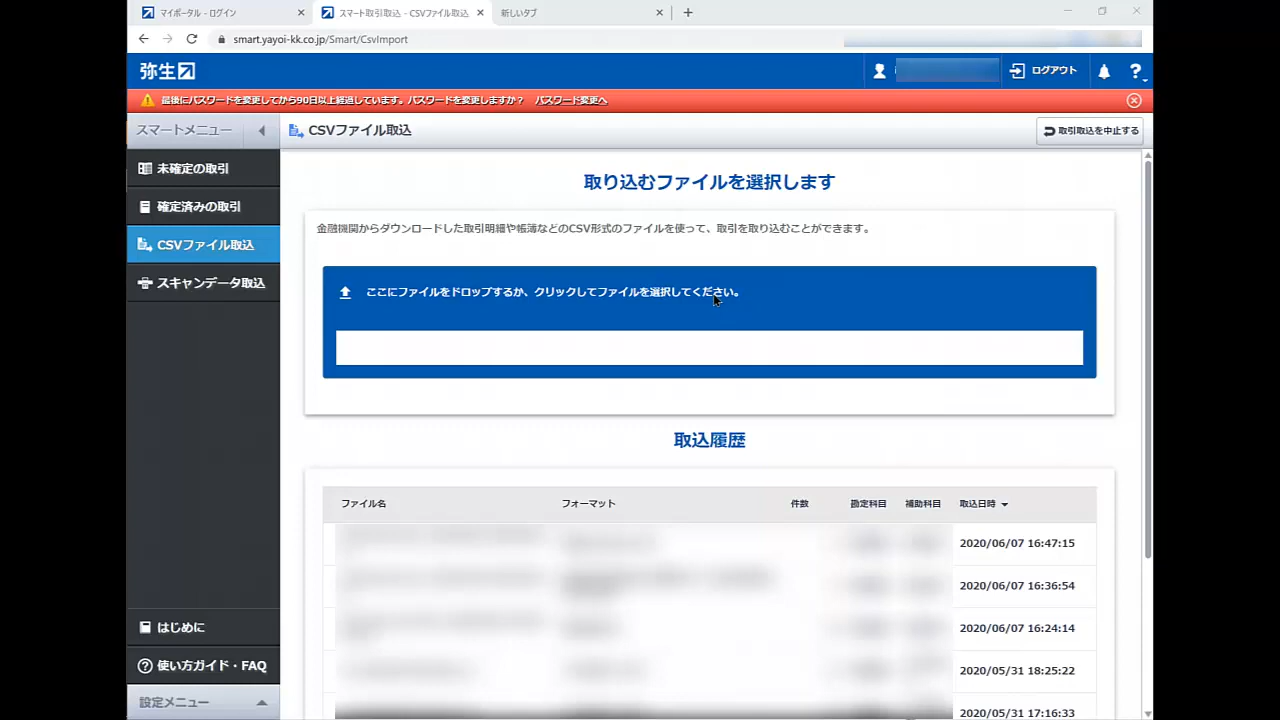 マイポータル - ログイン
スマート取引取込 - CSVファイル取込
新しいタブ
smart.yayoi-kk.co.jp/Smart/CsvImport
弥生
ログアウト
最後にパスワードを変更してから90日以上経過しています。パスワードを変更しますか？ パスワード変更へ
スマートメニュー
CSVファイル取込
取引取込を中止する
未確定の取引
確定済みの取引
CSVファイル取込
スキャンデータ取込
取り込むファイルを選択します
金融機関からダウンロードした取引明細や帳簿などのCSV形式のファイルを使って、取引を取り込むことができます。
ここにファイルをドロップするか、クリックしてファイルを選択してください。
取込履歴
ファイル名 フォーマット 件数 勘定科目 補助科目 取込日時
2020/06/07 16:47:15
2020/06/07 16:36:54
2020/06/07 16:24:14
2020/05/31 18:25:22
2020/05/31 17:16:33
はじめに
使い方ガイド・FAQ
設定メニュー